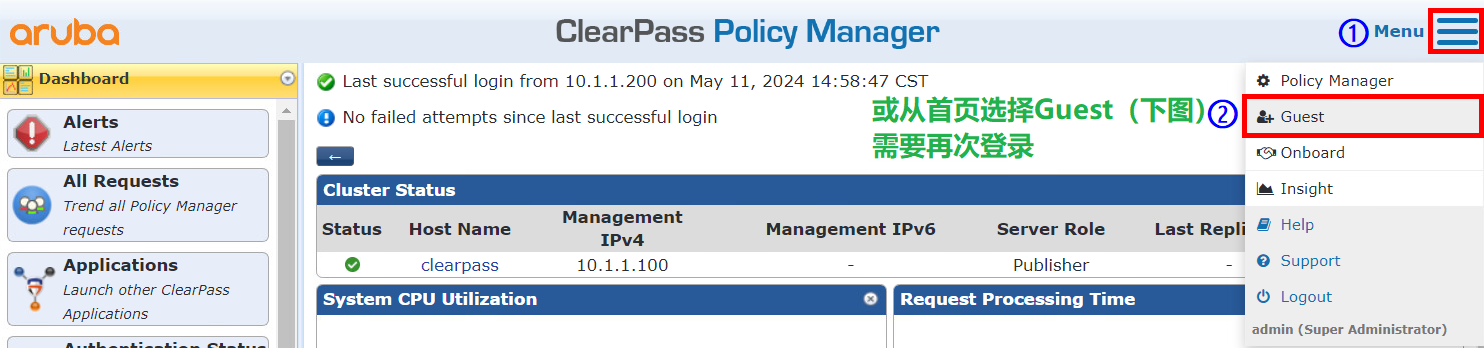 aruba
ClearPass Policy Manager
① Menu
Dashboard
Last successful login from 10.1.1.200 on May 11, 2024 14:58:47 CST
Policy Manager
No failed attempts since last successful login
或从首页选择Guest（下图）②
需要再次登录
Guest
Alerts
Latest Alerts
Onboard
←
All Requests
Trend all Policy Manager
requests
Cluster Status
Insight
Status Host Name Management
IPv4 Management IPv6 Server Role Last Repli
Help
clearpass 10.1.1.100 - Publisher -
Applications
Launch other ClearPass
Applications
Support
System CPU Utilization
Request Processing Time
Logout
admin (Super Administrator)
Authentication Status